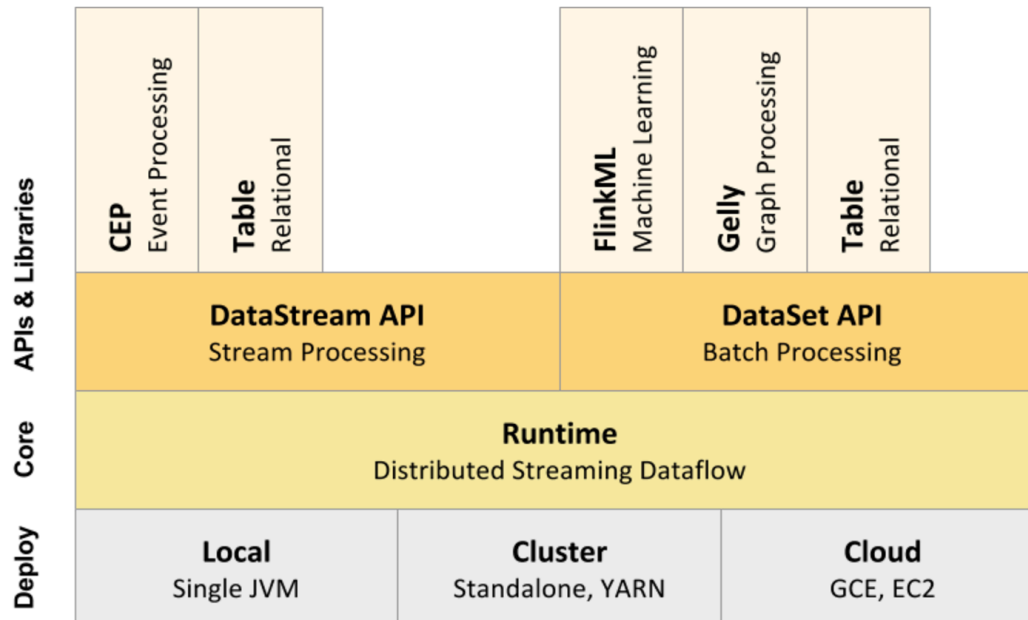 CEP
Event Processing
Table
Relational
FlinkML
Machine Learning
Gelly
Graph Processing
Table
Relational
APIs & Libraries
DataStream API
Stream Processing
DataSet API
Batch Processing
Core
Runtime
Distributed Streaming Dataflow
Deploy
Local
Single JVM
Cluster
Standalone, YARN
Cloud
GCE, EC2